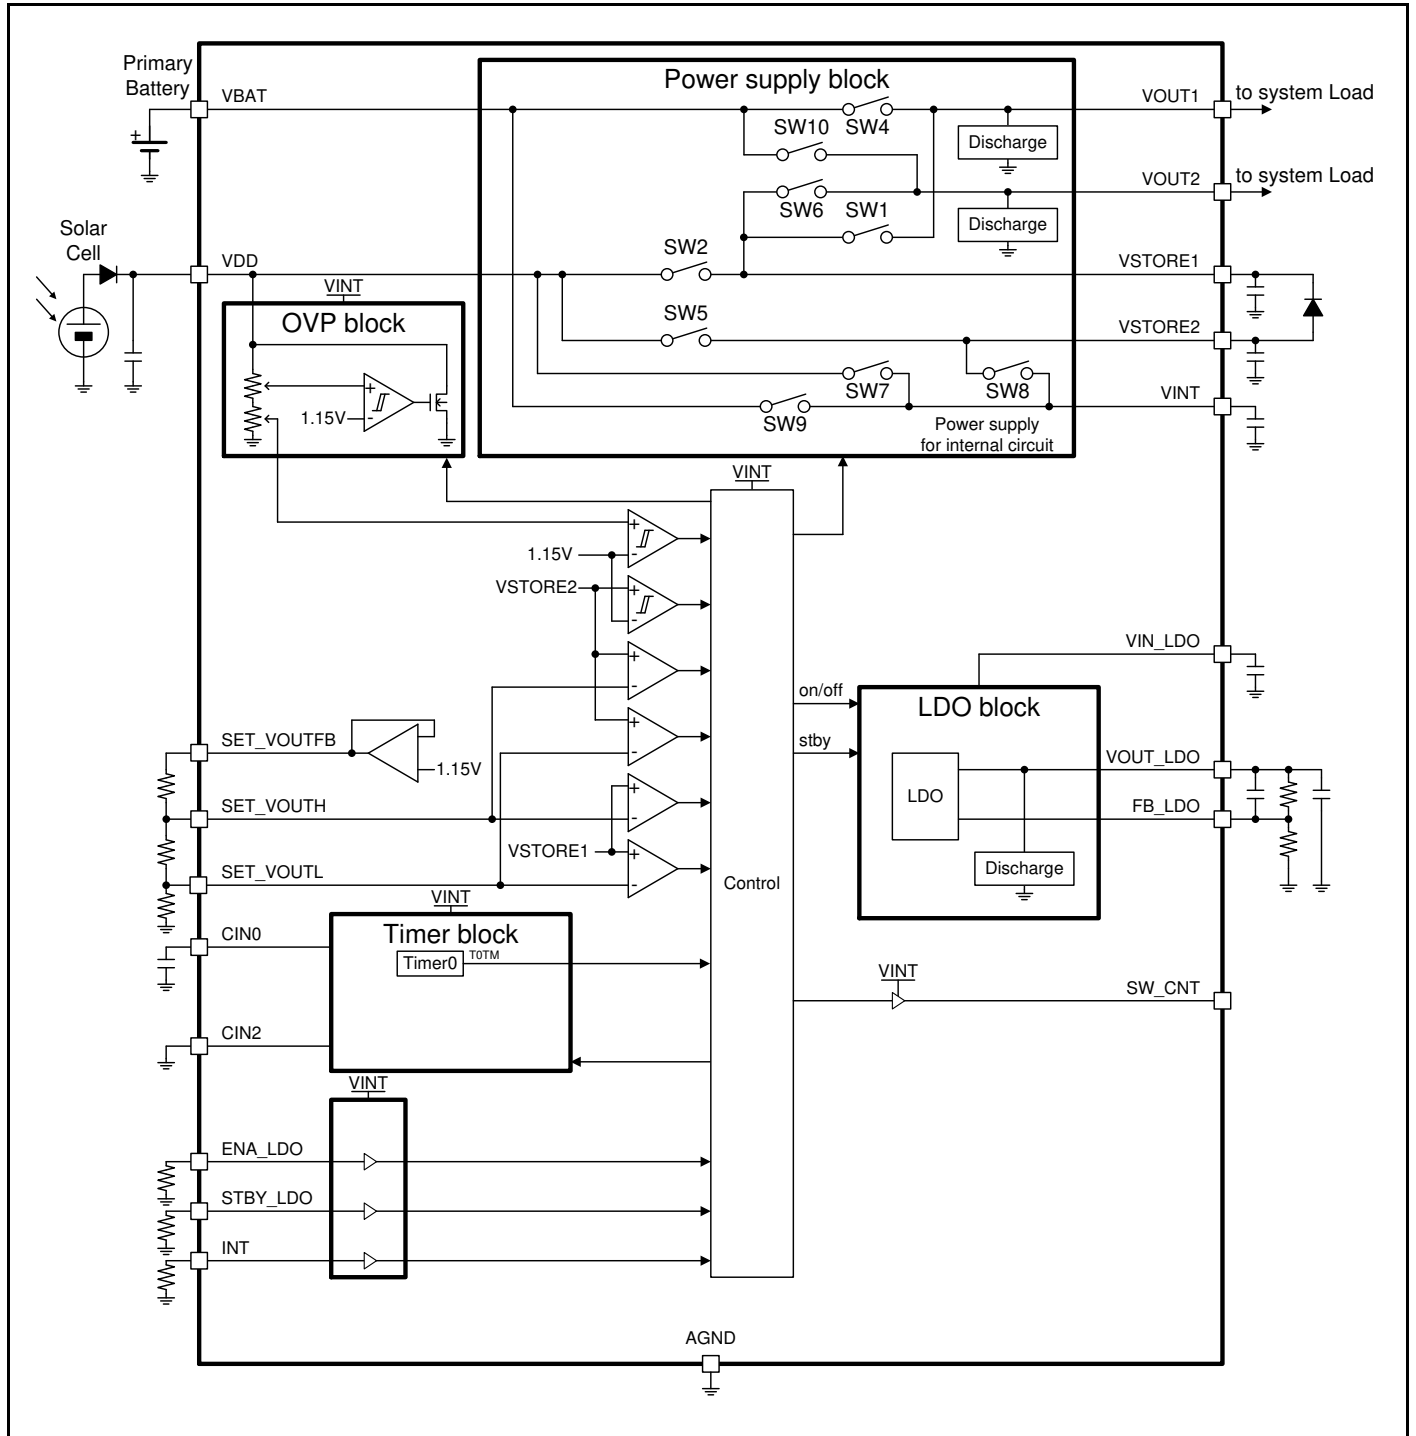 Primary
Battery
Power supply block
VBAT
VOUT1
to system Load
+
SW10
SW4
Discharge
VOUT2
to system Load
SW6
SW1
Discharge
Solar
Cell
VDD
SW2
VSTORE1
VINT
OVP block
SW5
VSTORE2
SW7
SW8
VINT
+
1.15V
-
SW9
Power supply
for internal circuit
VINT
+
1.15V
-
VSTORE2
+
-
+
-
VIN_LDO
on/off
LDO block
+
-
SET_VOUTFB
1.15V
stby
VOUT_LDO
LDO
+
-
SET_VOUTH
FB_LDO
VSTORE1
+
-
SET_VOUTL
Discharge
Control
VINT
CIN0
Timer block
Timer0
T0TM
VINT
SW_CNT
CIN2
VINT
ENA_LDO
STBY_LDO
INT
AGND